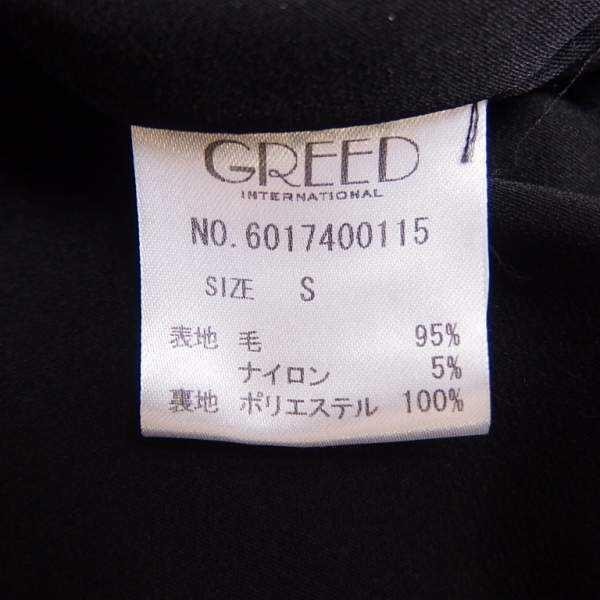 GREED
INTERNATIONAL
NO. 6017400115
SIZE S
表地 毛 95%
ナイロン 5%
裏地 ポリエステル 100%